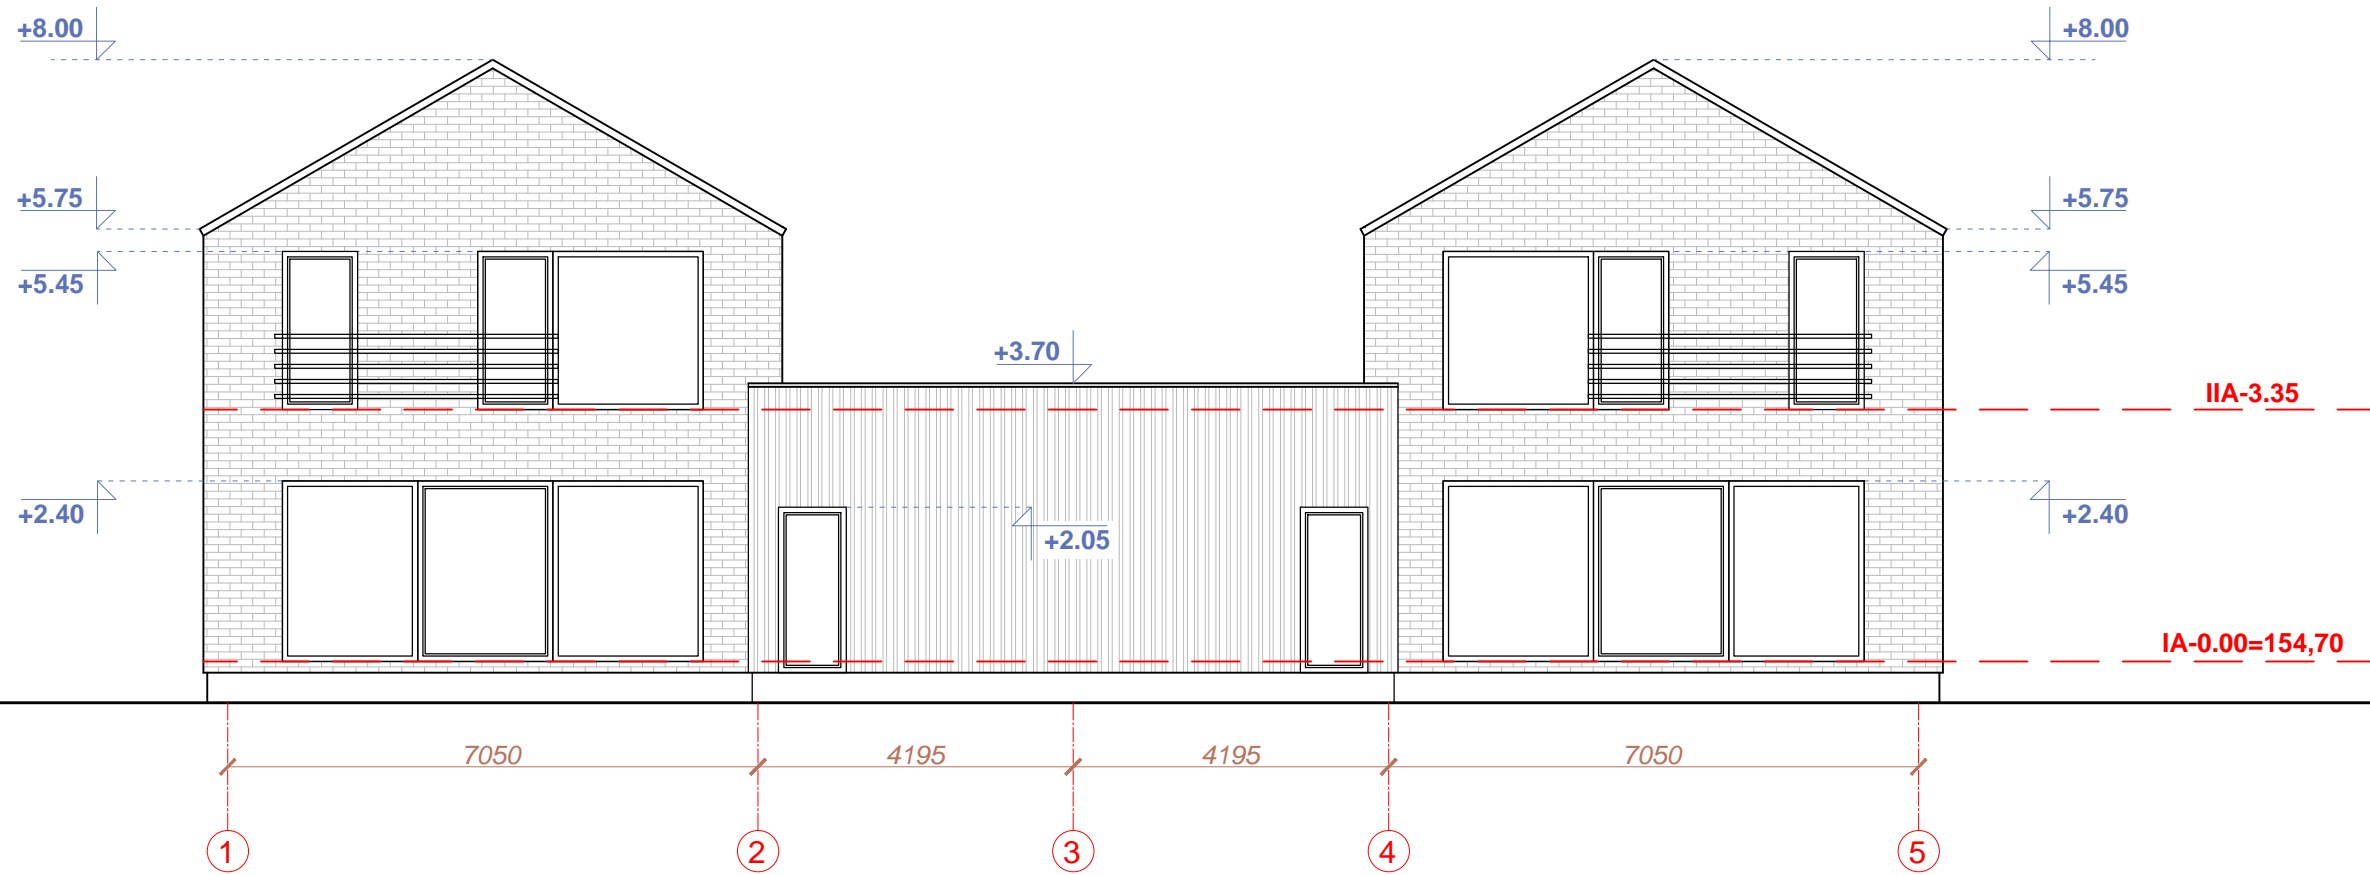 +8.00 +8.00
+5.75 +5.75
+5.45 +5.45
+3.70
IIA-3.35
+2.40 +2.40
+2.05
IA-0.00=154,70
7050 4195 4195 7050
1 2 3 4 5